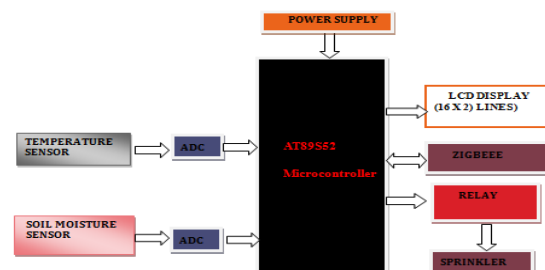 POWER SUPPLY
LCD DISPLAY
(16 X 2) LINES)
TEMPERATURE
SENSOR
ADC
AT89S52
Microcontroller
ZIGBEEE
RELAY
SOIL MOISTURE
SENSOR
ADC
SPRINKLER